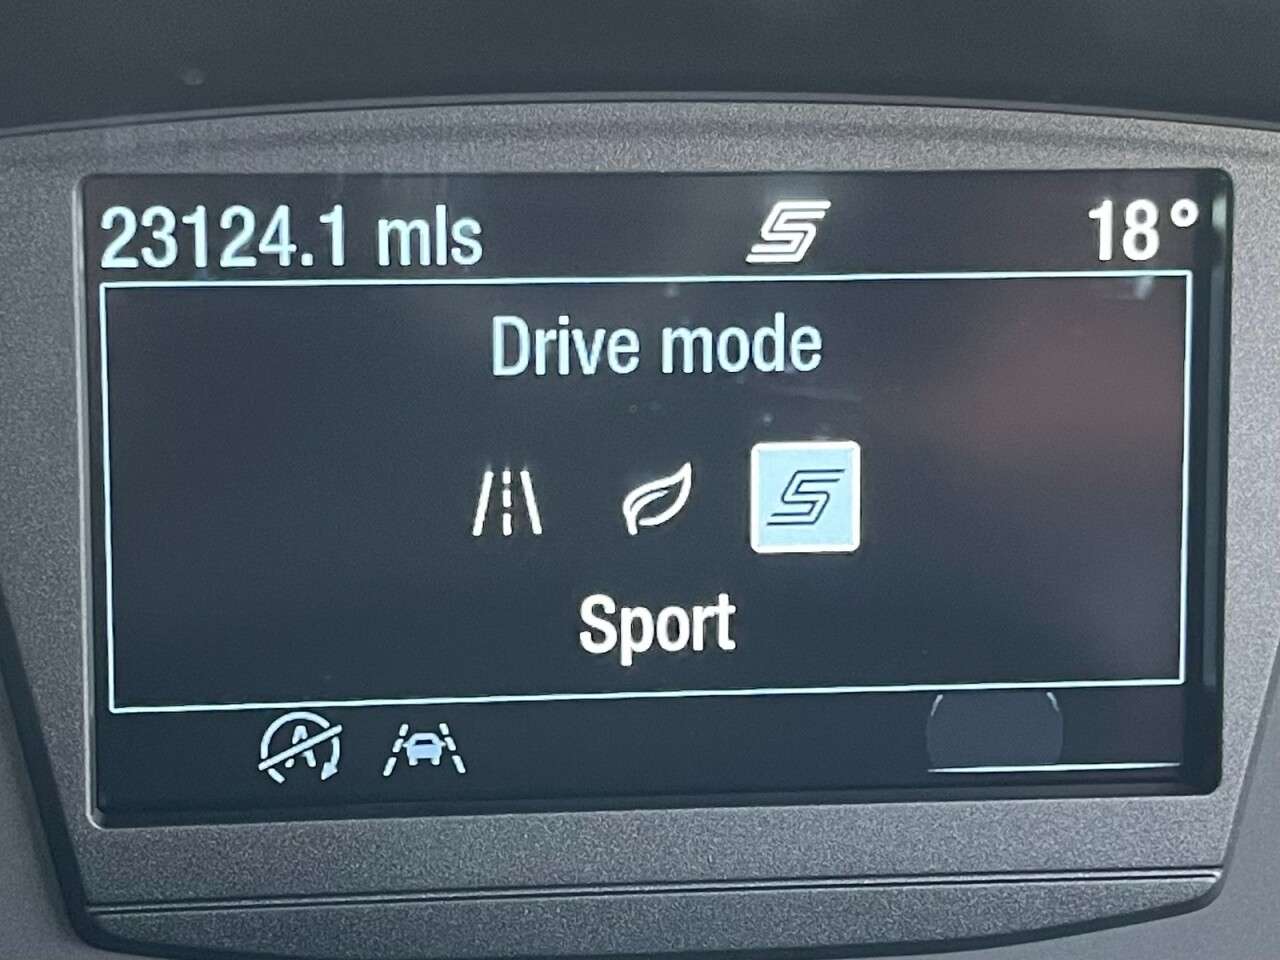 23124.1 mls S 18°
Drive mode
S
Sport
A